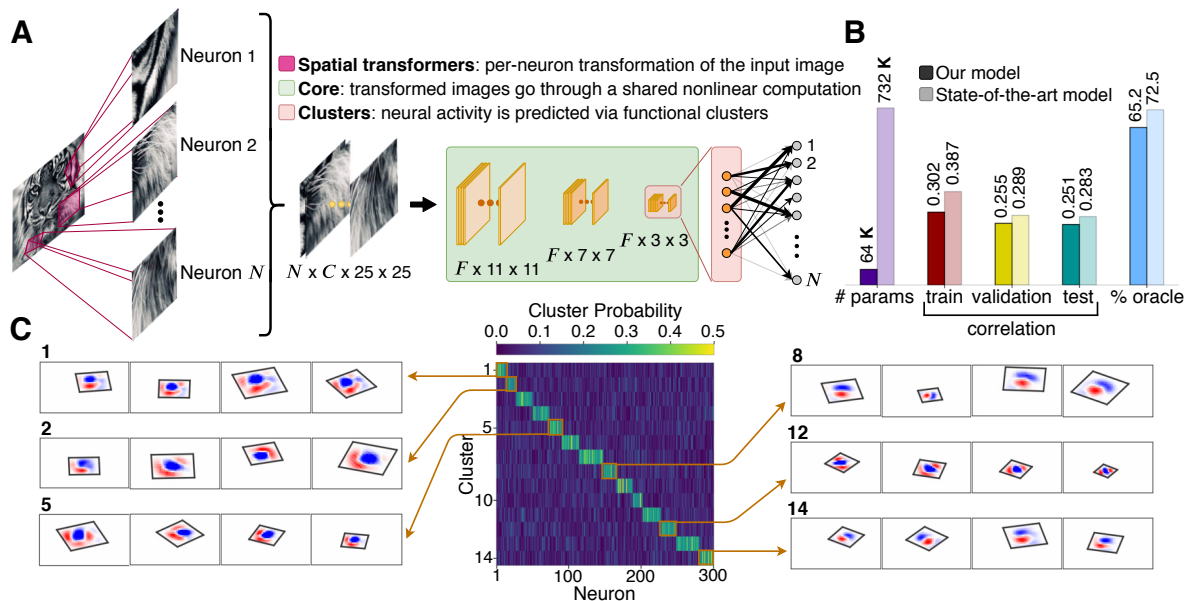 A
Neuron 1
Neuron 2
Neuron N
Spatial transformers: per-neuron transformation of the input image
Core: transformed images go through a shared nonlinear computation
Clusters: neural activity is predicted via functional clusters
N x C x 25 x 25
F x 11 x 11
F x 7 x 7
F x 3 x 3
1
2
N
B
Our model
State-of-the-art model
64 K
732 K
0.302
0.387
0.255
0.289
0.251
0.283
65.2
72.5
# params
train
validation
test
% oracle
correlation
C
1
2
5
Cluster Probability
0.0 0.1 0.2 0.3 0.4 0.5
Cluster
1
5
10
14
1 100 200 300
Neuron
8
12
14